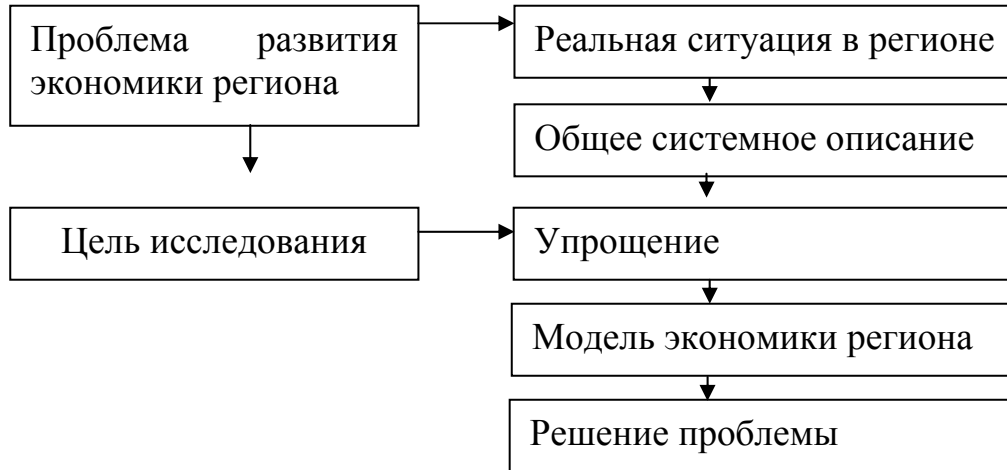 Проблема развития
экономики региона
Реальная ситуация в регионе
Общее системное описание
Цель исследования
Упрощение
Модель экономики региона
Решение проблемы